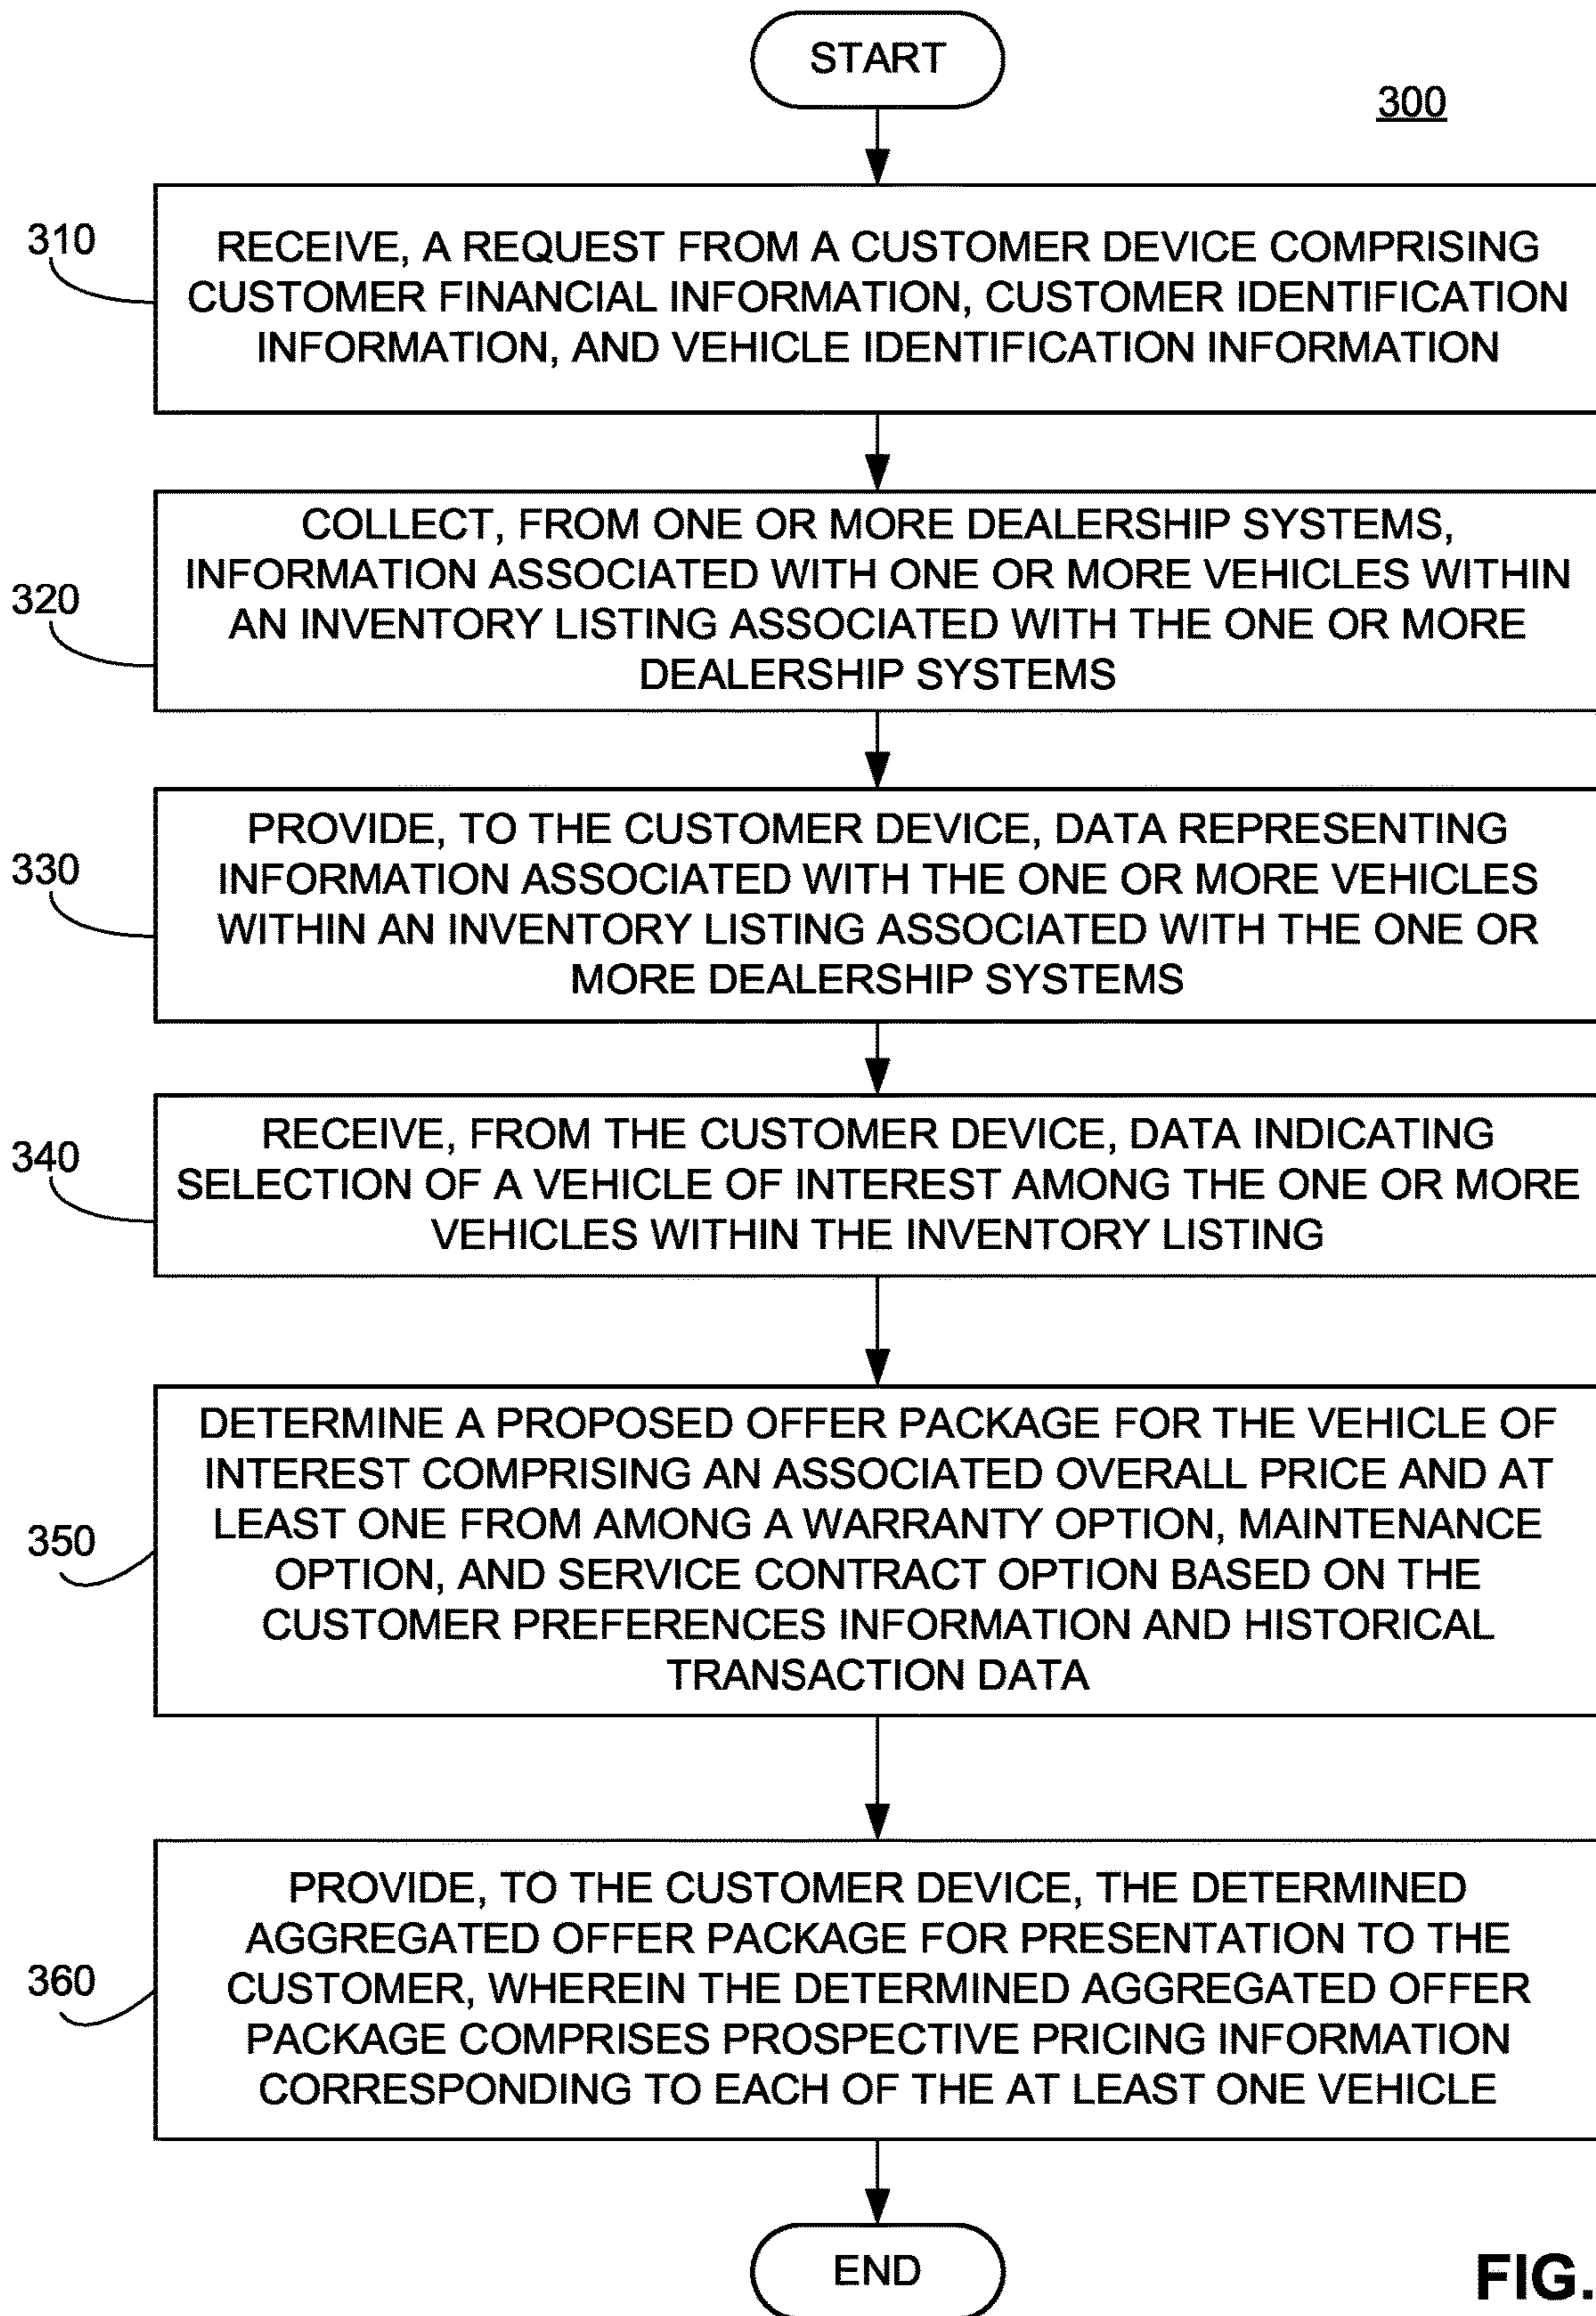 START
300
310
RECEIVE, A REQUEST FROM A CUSTOMER DEVICE COMPRISING
CUSTOMER FINANCIAL INFORMATION, CUSTOMER IDENTIFICATION
INFORMATION, AND VEHICLE IDENTIFICATION INFORMATION
320
COLLECT, FROM ONE OR MORE DEALERSHIP SYSTEMS,
INFORMATION ASSOCIATED WITH ONE OR MORE VEHICLES WITHIN
AN INVENTORY LISTING ASSOCIATED WITH THE ONE OR MORE
DEALERSHIP SYSTEMS
330
PROVIDE, TO THE CUSTOMER DEVICE, DATA REPRESENTING
INFORMATION ASSOCIATED WITH THE ONE OR MORE VEHICLES
WITHIN AN INVENTORY LISTING ASSOCIATED WITH THE ONE OR
MORE DEALERSHIP SYSTEMS
340
RECEIVE, FROM THE CUSTOMER DEVICE, DATA INDICATING
SELECTION OF A VEHICLE OF INTEREST AMONG THE ONE OR MORE
VEHICLES WITHIN THE INVENTORY LISTING
350
DETERMINE A PROPOSED OFFER PACKAGE FOR THE VEHICLE OF
INTEREST COMPRISING AN ASSOCIATED OVERALL PRICE AND AT
LEAST ONE FROM AMONG A WARRANTY OPTION, MAINTENANCE
OPTION, AND SERVICE CONTRACT OPTION BASED ON THE
CUSTOMER PREFERENCES INFORMATION AND HISTORICAL
TRANSACTION DATA
360
PROVIDE, TO THE CUSTOMER DEVICE, THE DETERMINED
AGGREGATED OFFER PACKAGE FOR PRESENTATION TO THE
CUSTOMER, WHEREIN THE DETERMINED AGGREGATED OFFER
PACKAGE COMPRISES PROSPECTIVE PRICING INFORMATION
CORRESPONDING TO EACH OF THE AT LEAST ONE VEHICLE
END
FIG.